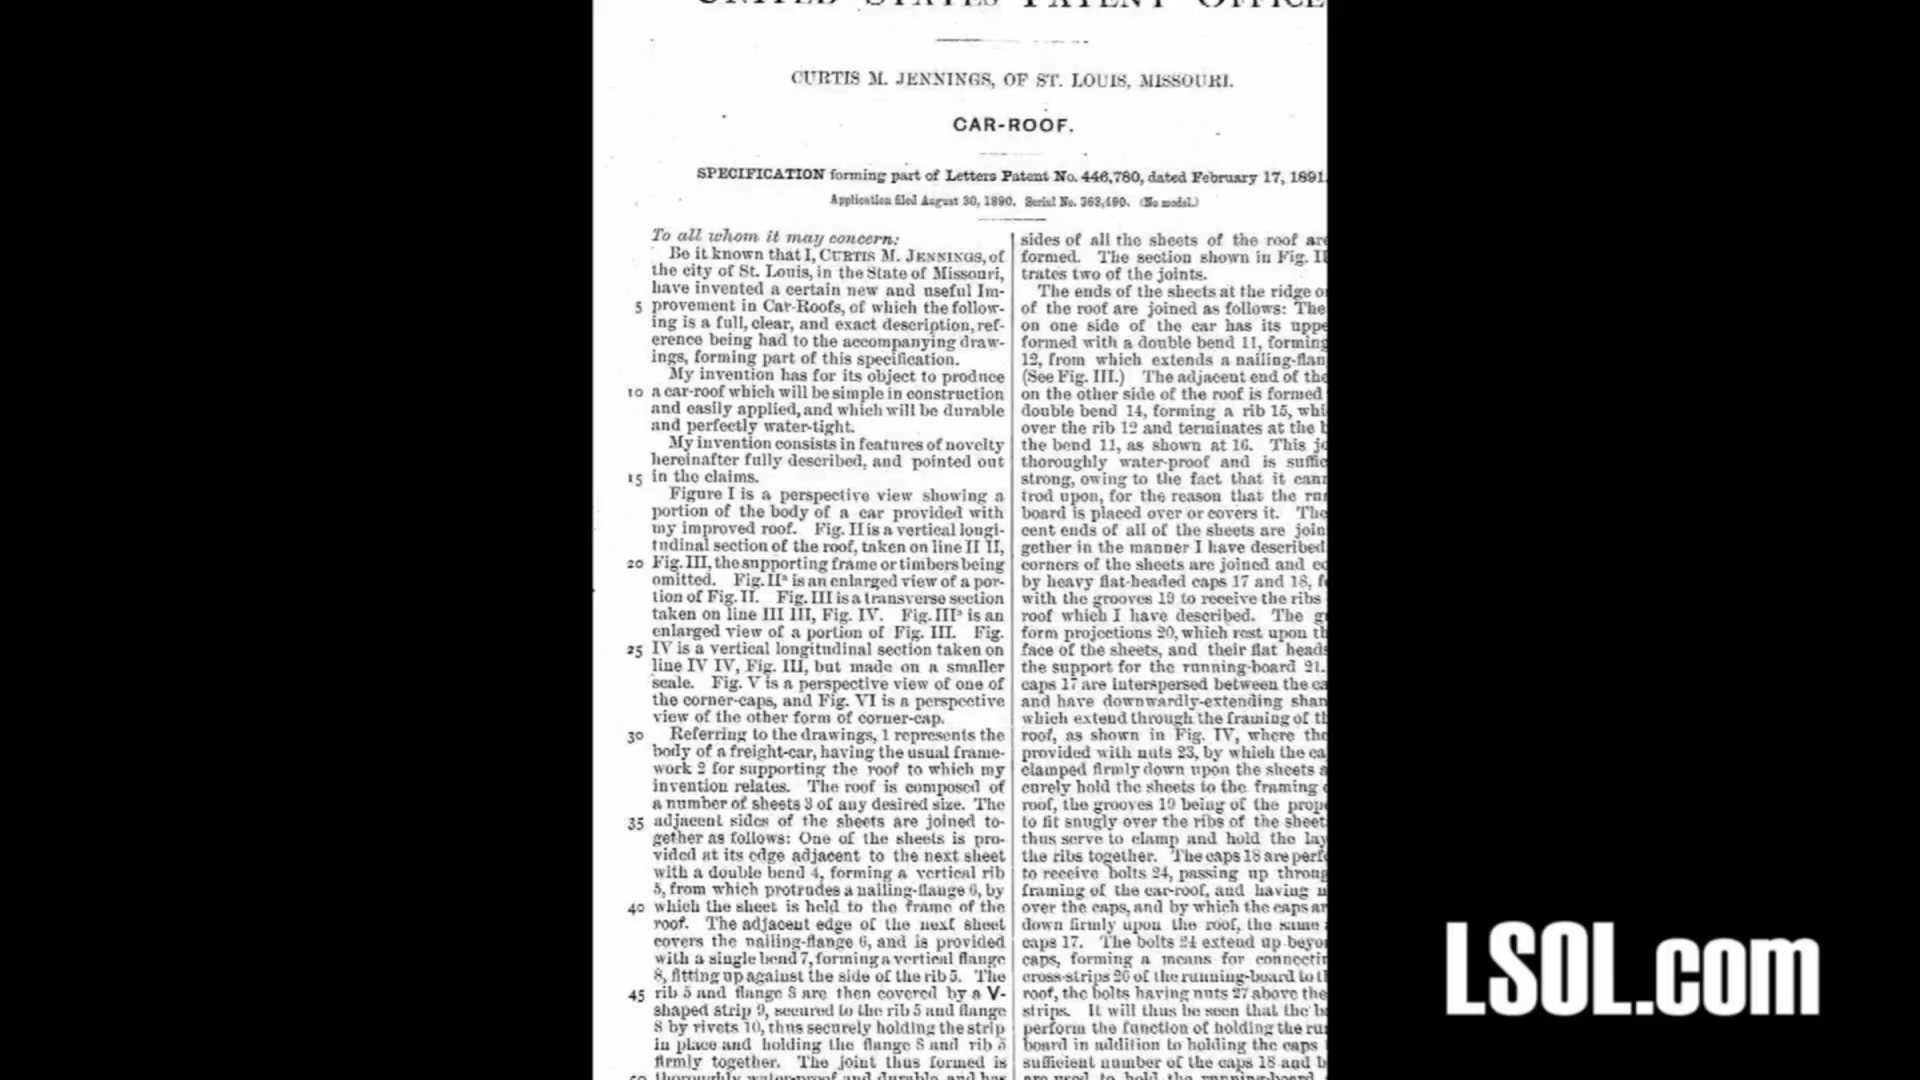 UNITED STATES PATENT OFFICE
CURTIS M. JENNINGS, OF ST. LOUIS, MISSOURI.
CAR-ROOF.
SPECIFICATION forming part of Letters Patent No. 446,780, dated February 17, 1891.
Application filed August 30, 1890. Serial No. 363,490. (No model.)
To all whom it may concern:
Be it known that I, CURTIS M. JENNINGS, of
the city of St. Louis, in the State of Missouri,
have invented a certain new and useful Im-
5 provement in Car-Roofs, of which the follow-
ing is a full, clear, and exact description, ref-
erence being had to the accompanying draw-
ings, forming part of this specification.
My invention has for its object to produce
10 a car-roof which will be simple in construction
and easily applied, and which will be durable
and perfectly water-tight.
My invention consists in features of novelty
hereinafter fully described, and pointed out
15 in the claims.
Figure I is a perspective view showing a
portion of the body of a car provided with
my improved roof. Fig. II is a vertical longi-
tudinal section of the roof, taken on line II II,
20 Fig. III, the supporting frame or timbers being
omitted. Fig. IIª is an enlarged view of a por-
tion of Fig. II. Fig. III is a transverse section
taken on line III III, Fig. IV. Fig. IIIª is an
enlarged view of a portion of Fig. III. Fig.
25 IV is a vertical longitudinal section taken on
line IV IV, Fig. III, but made on a smaller
scale. Fig. V is a perspective view of one of
the corner-caps, and Fig. VI is a perspective
view of the other form of corner-cap.
30 Referring to the drawings, 1 represents the
body of a freight-car, having the usual frame-
work 2 for supporting the roof to which my
invention relates. The roof is composed of
a number of sheets 3 of any desired size. The
35 adjacent sides of the sheets are joined to-
gether as follows: One of the sheets is pro-
vided at its edge adjacent to the next sheet
with a double bend 4, forming a vertical rib
5, from which protrudes a nailing-flange 6, by
40 which the sheet is held to the frame of the
roof. The adjacent edge of the next sheet
covers the nailing-flange 6, and is provided
with a single bend 7, forming a vertical flange
8, fitting up against the side of the rib 5. The
45 rib 5 and flange 8 are then covered by a V-
shaped strip 9, secured to the rib 5 and flange
8 by rivets 10, thus securely holding the strip
in place and holding the flange 8 and rib 5
firmly together. The joint thus formed is
50 thoroughly water-proof and durable and has
sides of all the sheets of the roof are
formed. The section shown in Fig. II
trates two of the joints.
The ends of the sheets at the ridge o
of the roof are joined as follows: The
on one side of the car has its uppe
formed with a double bend 11, forming
12, from which extends a nailing-flan
(See Fig. III.) The adjacent end of the
on the other side of the roof is formed
double bend 14, forming a rib 15, whi
over the rib 12 and terminates at the b
the bend 11, as shown at 16. This jo
thoroughly water-proof and is suffic
strong, owing to the fact that it cann
trod upon, for the reason that the run
board is placed over or covers it. The
cent ends of all of the sheets are join
gether in the manner I have described
corners of the sheets are joined and co
by heavy flat-headed caps 17 and 18, f
with the grooves 19 to receive the ribs
roof which I have described. The g
form projections 20, which rest upon th
face of the sheets, and their flat heads
the support for the running-board 21.
caps 17 are interspersed between the ca
and have downwardly-extending shan
which extend through the framing of th
roof, as shown in Fig. IV, where the
provided with nuts 23, by which the ca
clamped firmly down upon the sheets a
curely hold the sheets to the framing o
roof, the grooves 19 being of the prope
to fit snugly over the ribs of the sheet
thus serve to clamp and hold the lay
the ribs together. The caps 18 are perf
to receive bolts 24, passing up throug
framing of the car-roof, and having n
over the caps, and by which the caps ar
down firmly upon the roof, the same
caps 17. The bolts 24 extend up beyo
caps, forming a means for connectin
cross-strips 26 of the running-board to t
roof, the bolts having nuts 27 above the
strips. It will thus be seen that the b
perform the function of holding the ru
board in addition to holding the caps
sufficient number of the caps 18 and b
are used to hold the running-board
LSOL.com